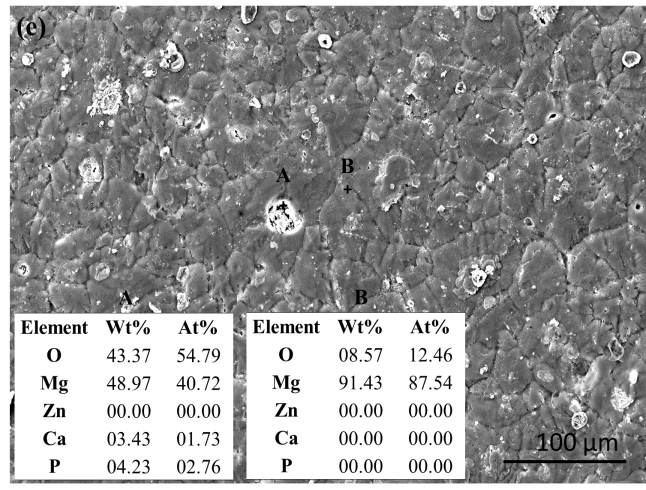 (e)
A
B
+
+
A
B
Element Wt% At%
O 43.37 54.79
Mg 48.97 40.72
Zn 00.00 00.00
Ca 03.43 01.73
P 04.23 02.76
Element Wt% At%
O 08.57 12.46
Mg 91.43 87.54
Zn 00.00 00.00
Ca 00.00 00.00
P 00.00 00.00
100 µm